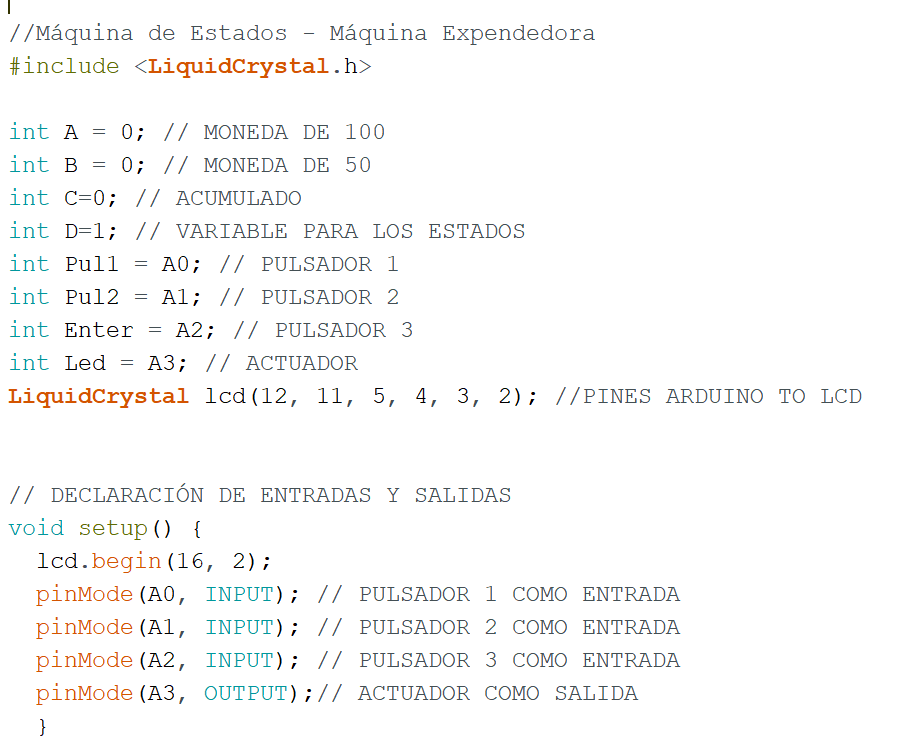 //Máquina de Estados - Máquina Expendedora
#include <LiquidCrystal.h>
int A = 0; // MONEDA DE 100
int B = 0; // MONEDA DE 50
int C=0; // ACUMULADO
int D=1; // VARIABLE PARA LOS ESTADOS
int Pul1 = A0; // PULSADOR 1
int Pul2 = A1; // PULSADOR 2
int Enter = A2; // PULSADOR 3
int Led = A3; // ACTUADOR
LiquidCrystal lcd(12, 11, 5, 4, 3, 2); //PINES ARDUINO TO LCD
// DECLARACIÓN DE ENTRADAS Y SALIDAS
void setup() {
  lcd.begin(16, 2);
  pinMode(A0, INPUT); // PULSADOR 1 COMO ENTRADA
  pinMode(A1, INPUT); // PULSADOR 2 COMO ENTRADA
  pinMode(A2, INPUT); // PULSADOR 3 COMO ENTRADA
  pinMode(A3, OUTPUT);// ACTUADOR COMO SALIDA
  }